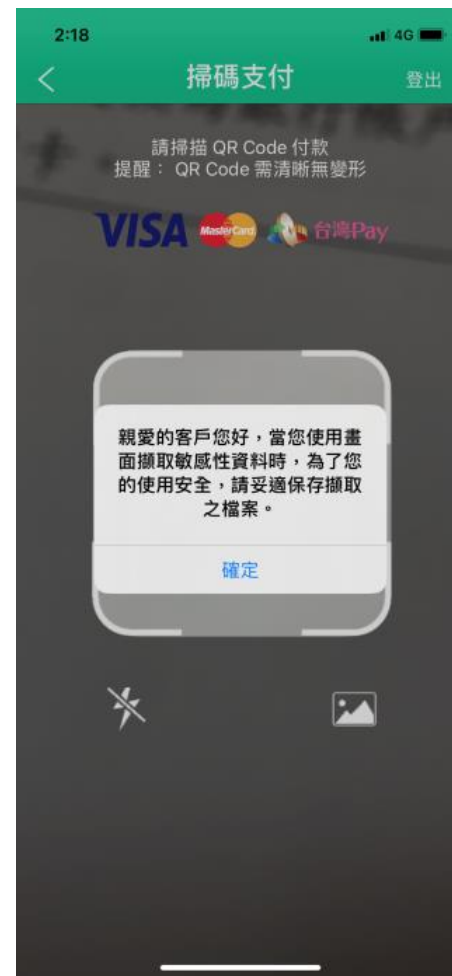 2:18
4G
掃碼支付
登出
請掃描 QR Code 付款
提醒： QR Code 需清晰無變形
VISA MasterCard 台灣Pay
親愛的客戶您好，當您使用畫
面擷取敏感性資料時，為了您
的使用安全，請妥適保存擷取
之檔案。
確定